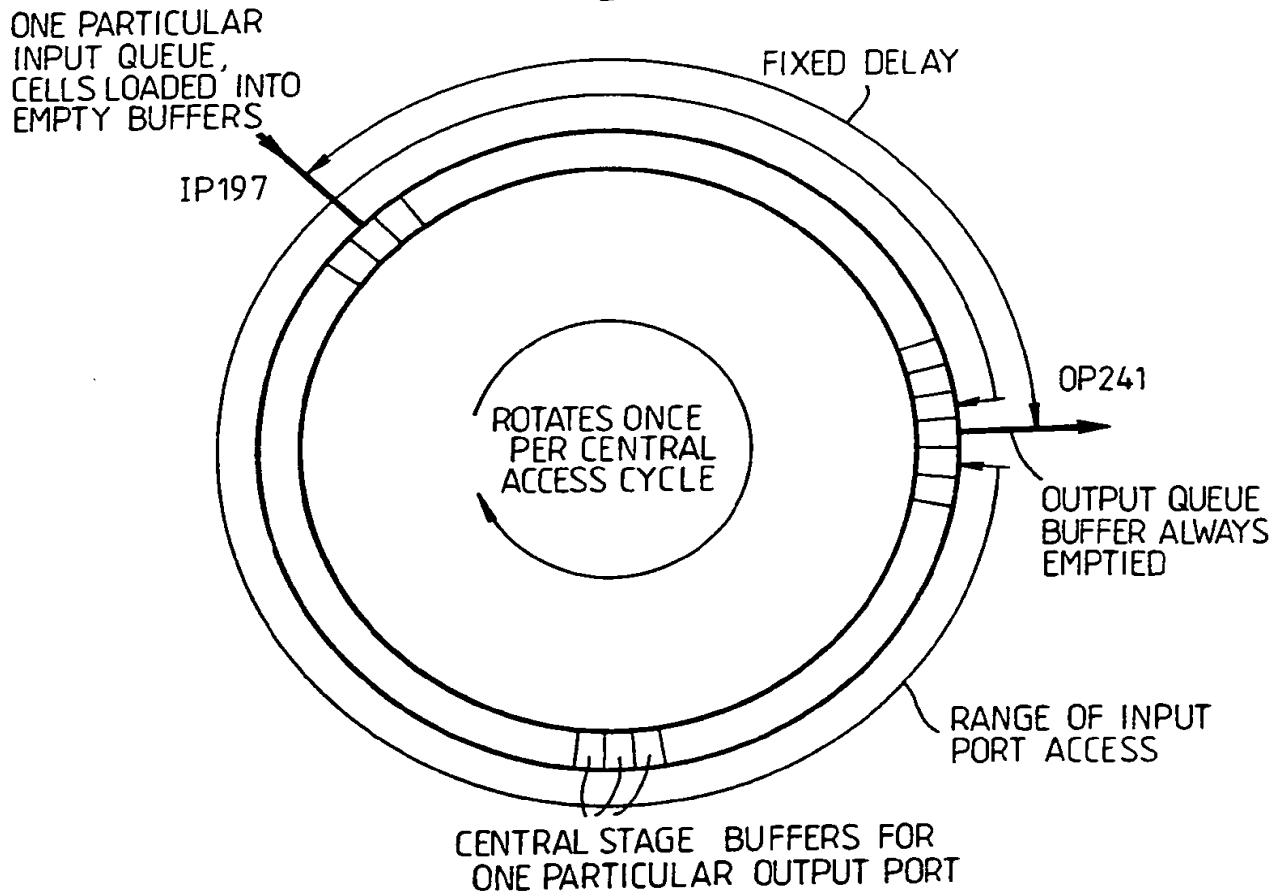 ONE PARTICULAR
INPUT QUEUE,
CELLS LOADED INTO
EMPTY BUFFERS
FIXED DELAY
IP197
OP241
ROTATES ONCE
PER CENTRAL
ACCESS CYCLE
OUTPUT QUEUE
BUFFER ALWAYS
EMPTIED
RANGE OF INPUT
PORT ACCESS
CENTRAL STAGE BUFFERS FOR
ONE PARTICULAR OUTPUT PORT